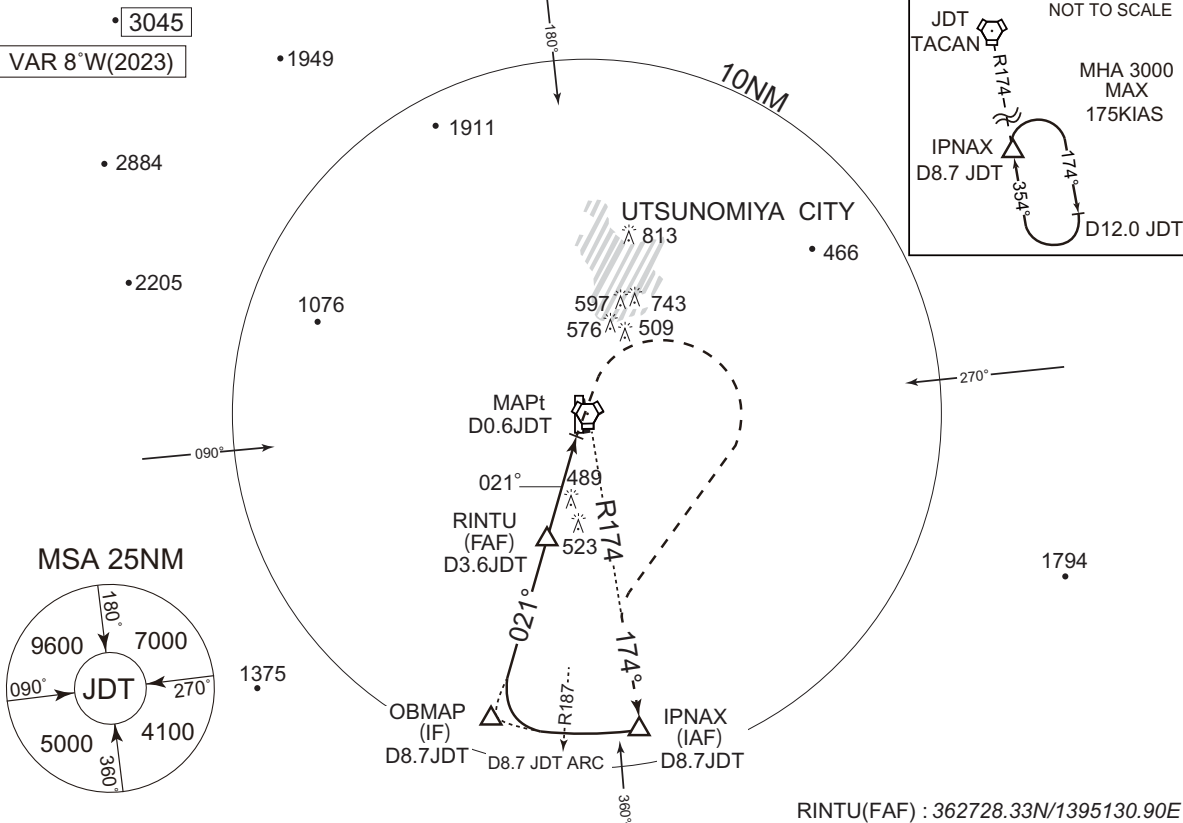 3045
VAR 8°W(2023)
1949
180°
10NM
1911
2884
UTSUNOMIYA CITY
813
466
2205
597
743
576
509
1076
270°
MAPt
D0.6JDT
090°
021°
489
R174
RINTU
(FAF)
D3.6JDT
523
1794
021°
174°
R187
OBMAP
(IF)
D8.7JDT
D8.7 JDT ARC
IPNAX
(IAF)
D8.7JDT
360°
MSA 25NM
180°
9600
7000
090°
JDT
270°
5000
4100
360°
1375
NOT TO SCALE
JDT
TACAN
R174
MHA 3000
MAX
175KIAS
IPNAX
D8.7 JDT
174°
354°
D12.0 JDT
RINTU(FAF) : 362728.33N/1395130.90E